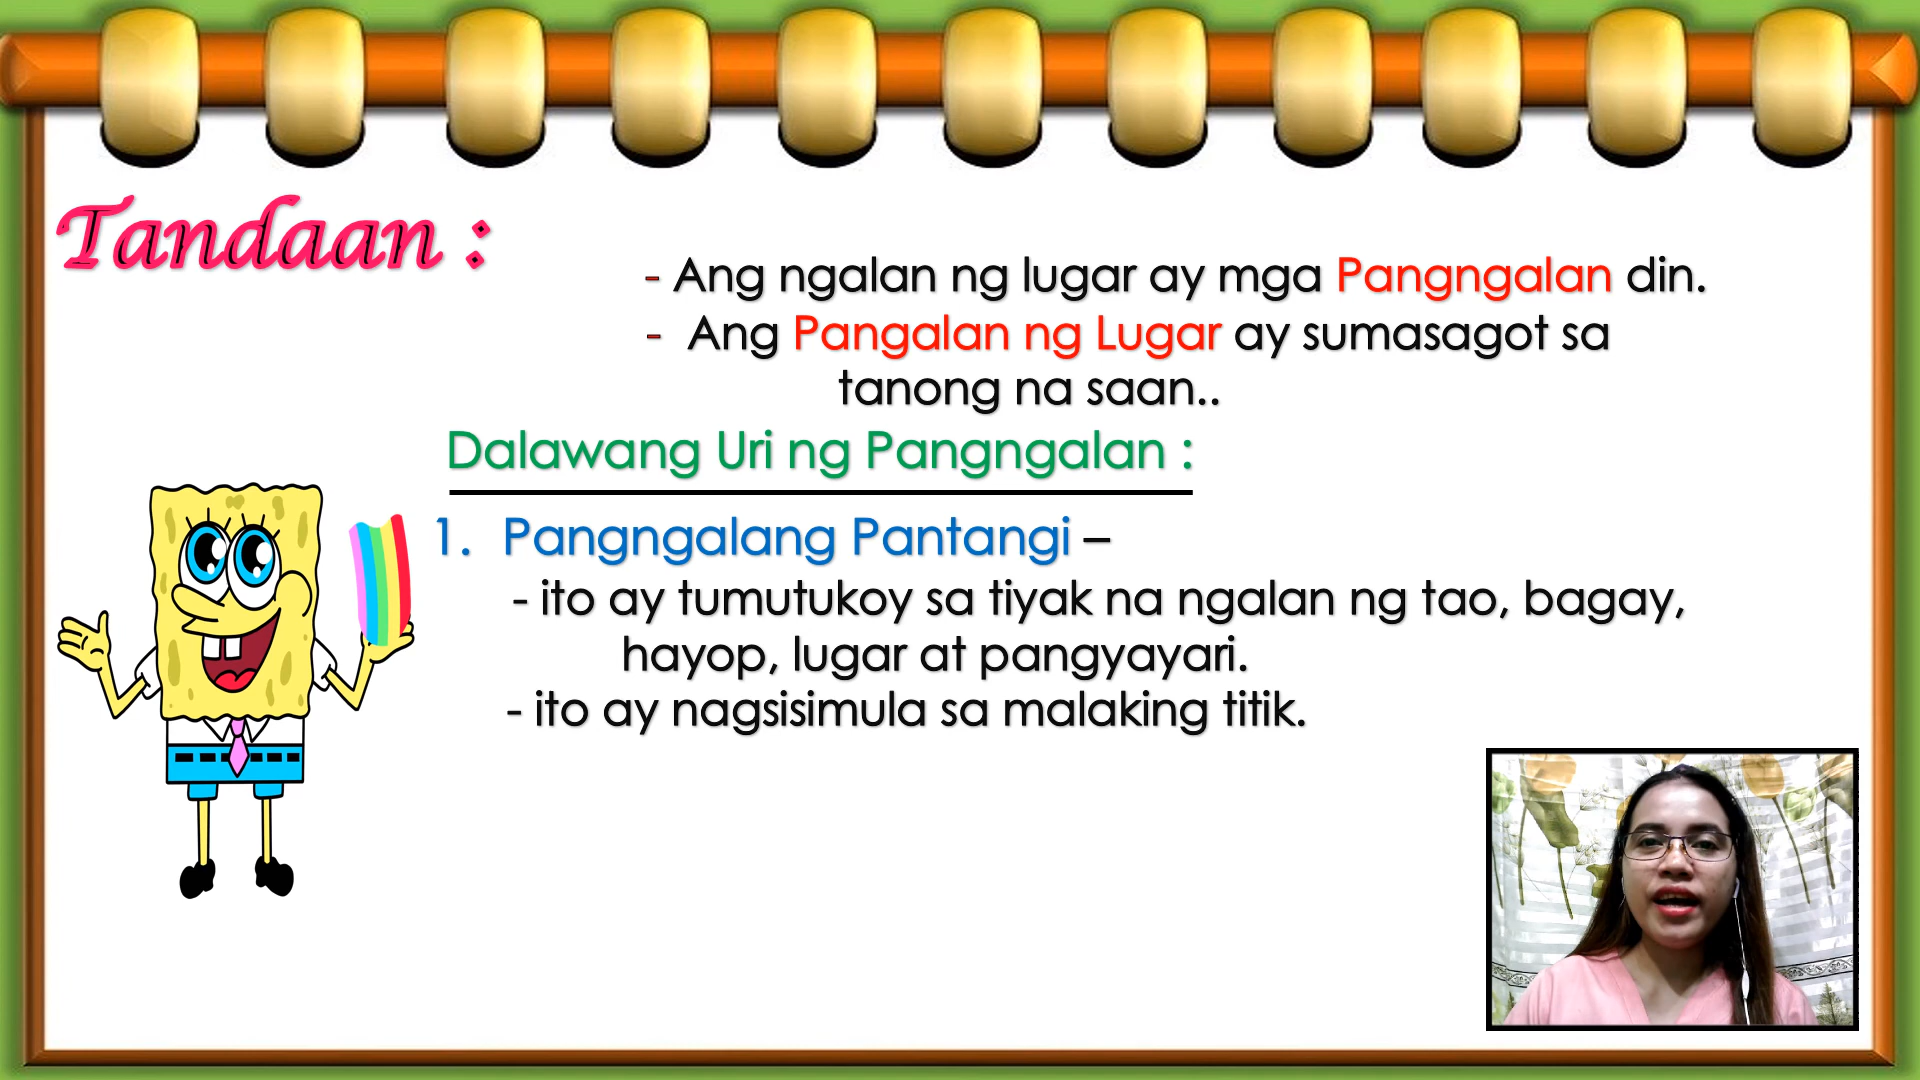 Tandaan :
- Ang ngalan ng lugar ay mga Pangngalan din.
- Ang Pangalan ng Lugar ay sumasagot sa
tanong na saan..
Dalawang Uri ng Pangngalan :
1. Pangngalang Pantangi –
- ito ay tumutukoy sa tiyak na ngalan ng tao, bagay,
hayop, lugar at pangyayari.
- ito ay nagsisimula sa malaking titik.